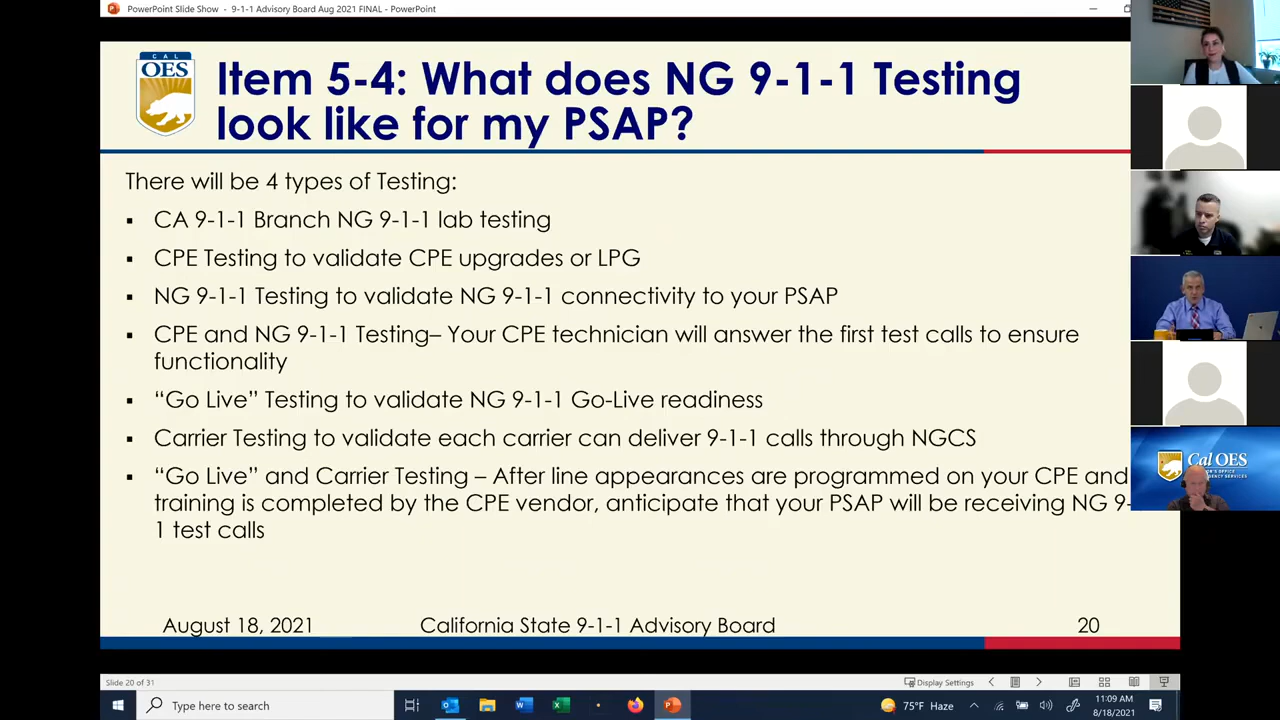 PowerPoint Slide Show - 9-1-1 Advisory Board Aug 2021 FINAL - PowerPoint
CAL
OES
Item 5-4: What does NG 9-1-1 Testing
look like for my PSAP?
There will be 4 types of Testing:
▪ CA 9-1-1 Branch NG 9-1-1 lab testing
▪ CPE Testing to validate CPE upgrades or LPG
▪ NG 9-1-1 Testing to validate NG 9-1-1 connectivity to your PSAP
▪ CPE and NG 9-1-1 Testing– Your CPE technician will answer the first test calls to ensure
functionality
▪ “Go Live” Testing to validate NG 9-1-1 Go-Live readiness
▪ Carrier Testing to validate each carrier can deliver 9-1-1 calls through NGCS
▪ “Go Live” and Carrier Testing – After line appearances are programmed on your CPE and
training is completed by the CPE vendor, anticipate that your PSAP will be receiving NG 9-
1 test calls
Cal OES
August 18, 2021 California State 9-1-1 Advisory Board 20
Slide 20 of 31 Display Settings
Type here to search 75°F Haze 11:09 AM
8/18/2021